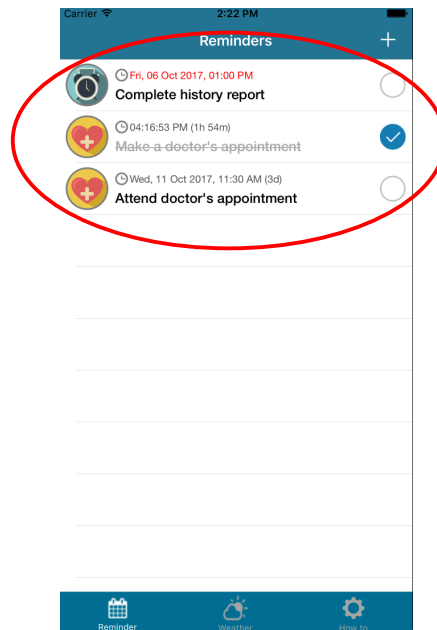 Carrier 2:22 PM
Reminders +
Fri, 06 Oct 2017, 01:00 PM
Complete history report
04:16:53 PM (1h 54m)
Make a doctor's appointment
Wed, 11 Oct 2017, 11:30 AM (3d)
Attend doctor's appointment
Reminder Weather How to